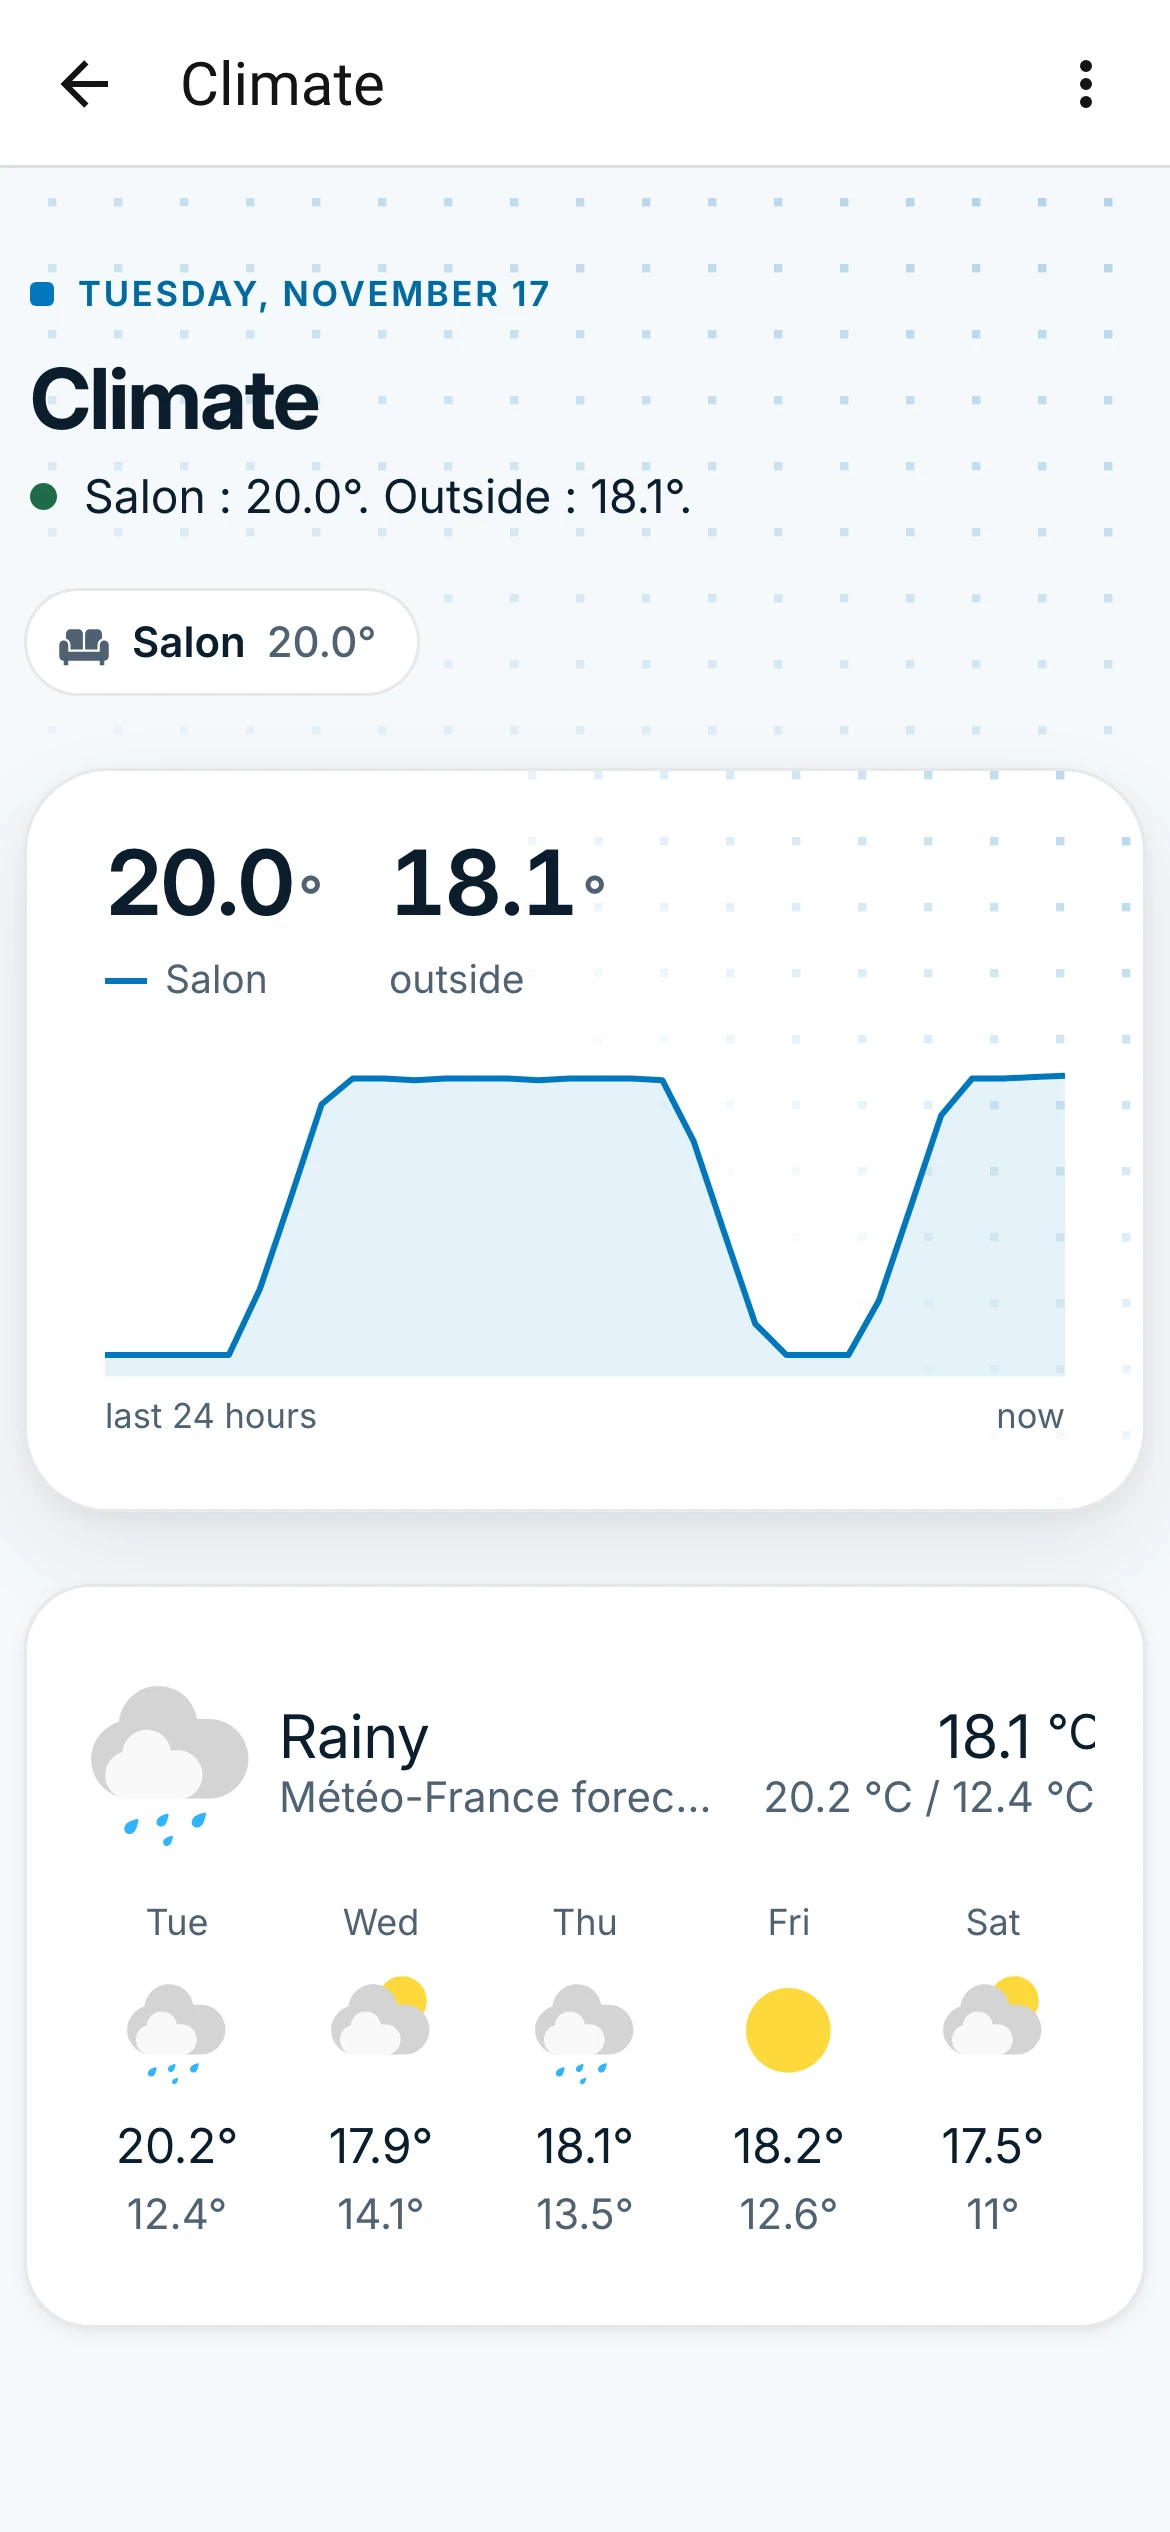 Climate
TUESDAY, NOVEMBER 17
Climate
Salon : 20.0°. Outside : 18.1°.
Salon 20.0°
20.0° 18.1°
Salon outside
last 24 hours now
Rainy 18.1 °C
Météo-France forec... 20.2 °C / 12.4 °C
Tue Wed Thu Fri Sat
20.2° 17.9° 18.1° 18.2° 17.5°
12.4° 14.1° 13.5° 12.6° 11°